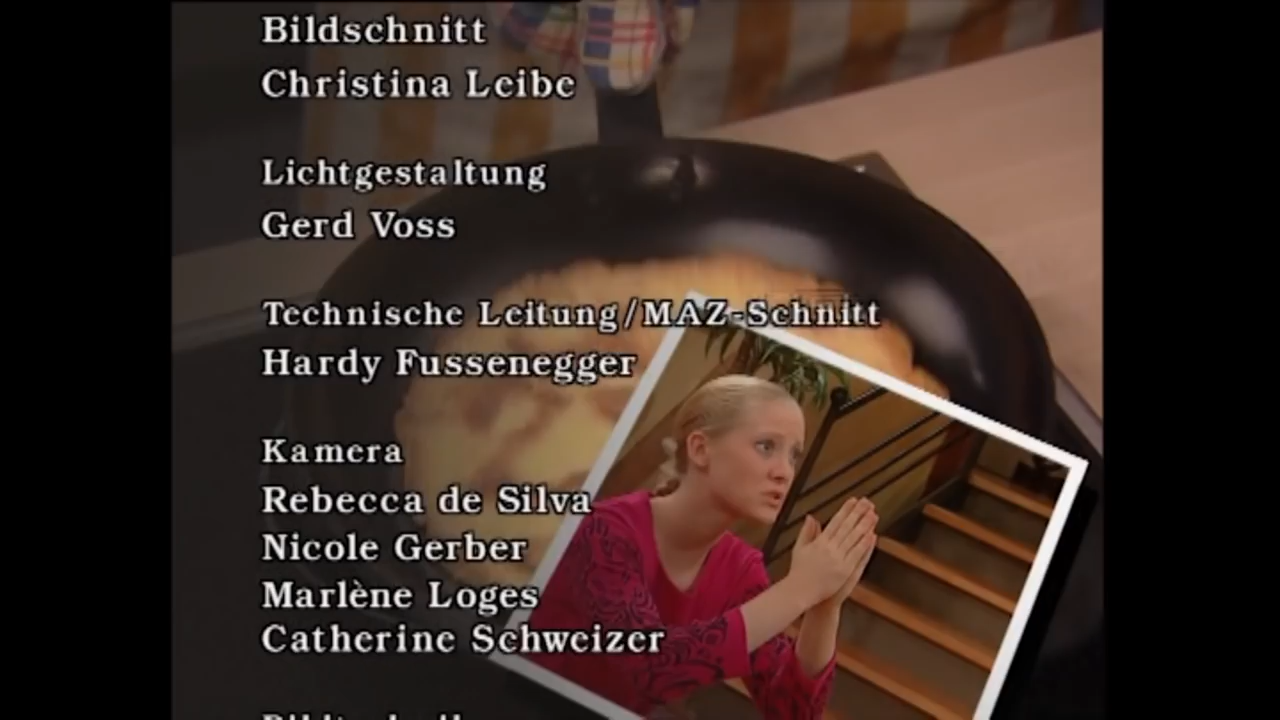 Bildschnitt
Christina Leibe
Lichtgestaltung
Gerd Voss
Technische Leitung/MAZ-Schnitt
Hardy Fussenegger
Kamera
Rebecca de Silva
Nicole Gerber
Marlène Loges
Catherine Schweizer